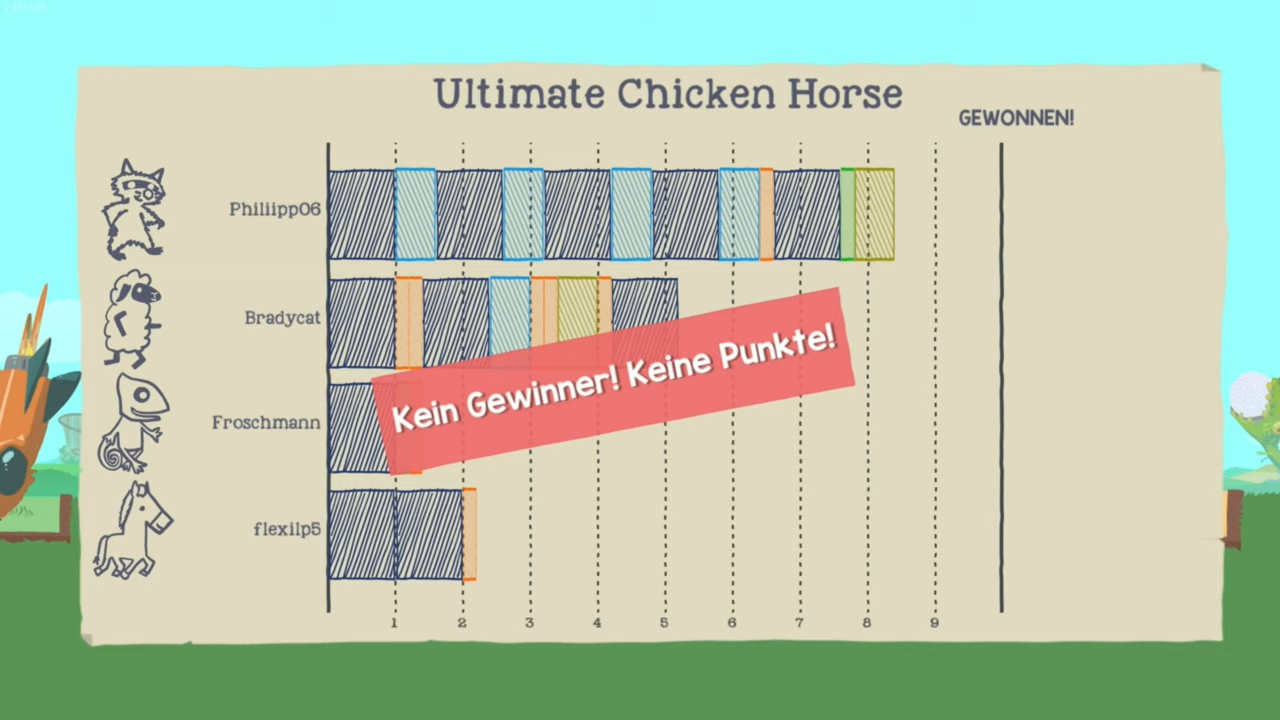 Ultimate Chicken Horse
GEWONNEN!
Philiipp06
Bradycat
Kein Gewinner! Keine Punkte!
Froschmann
flexilp5
1 2 3 4 5 6 7 8 9